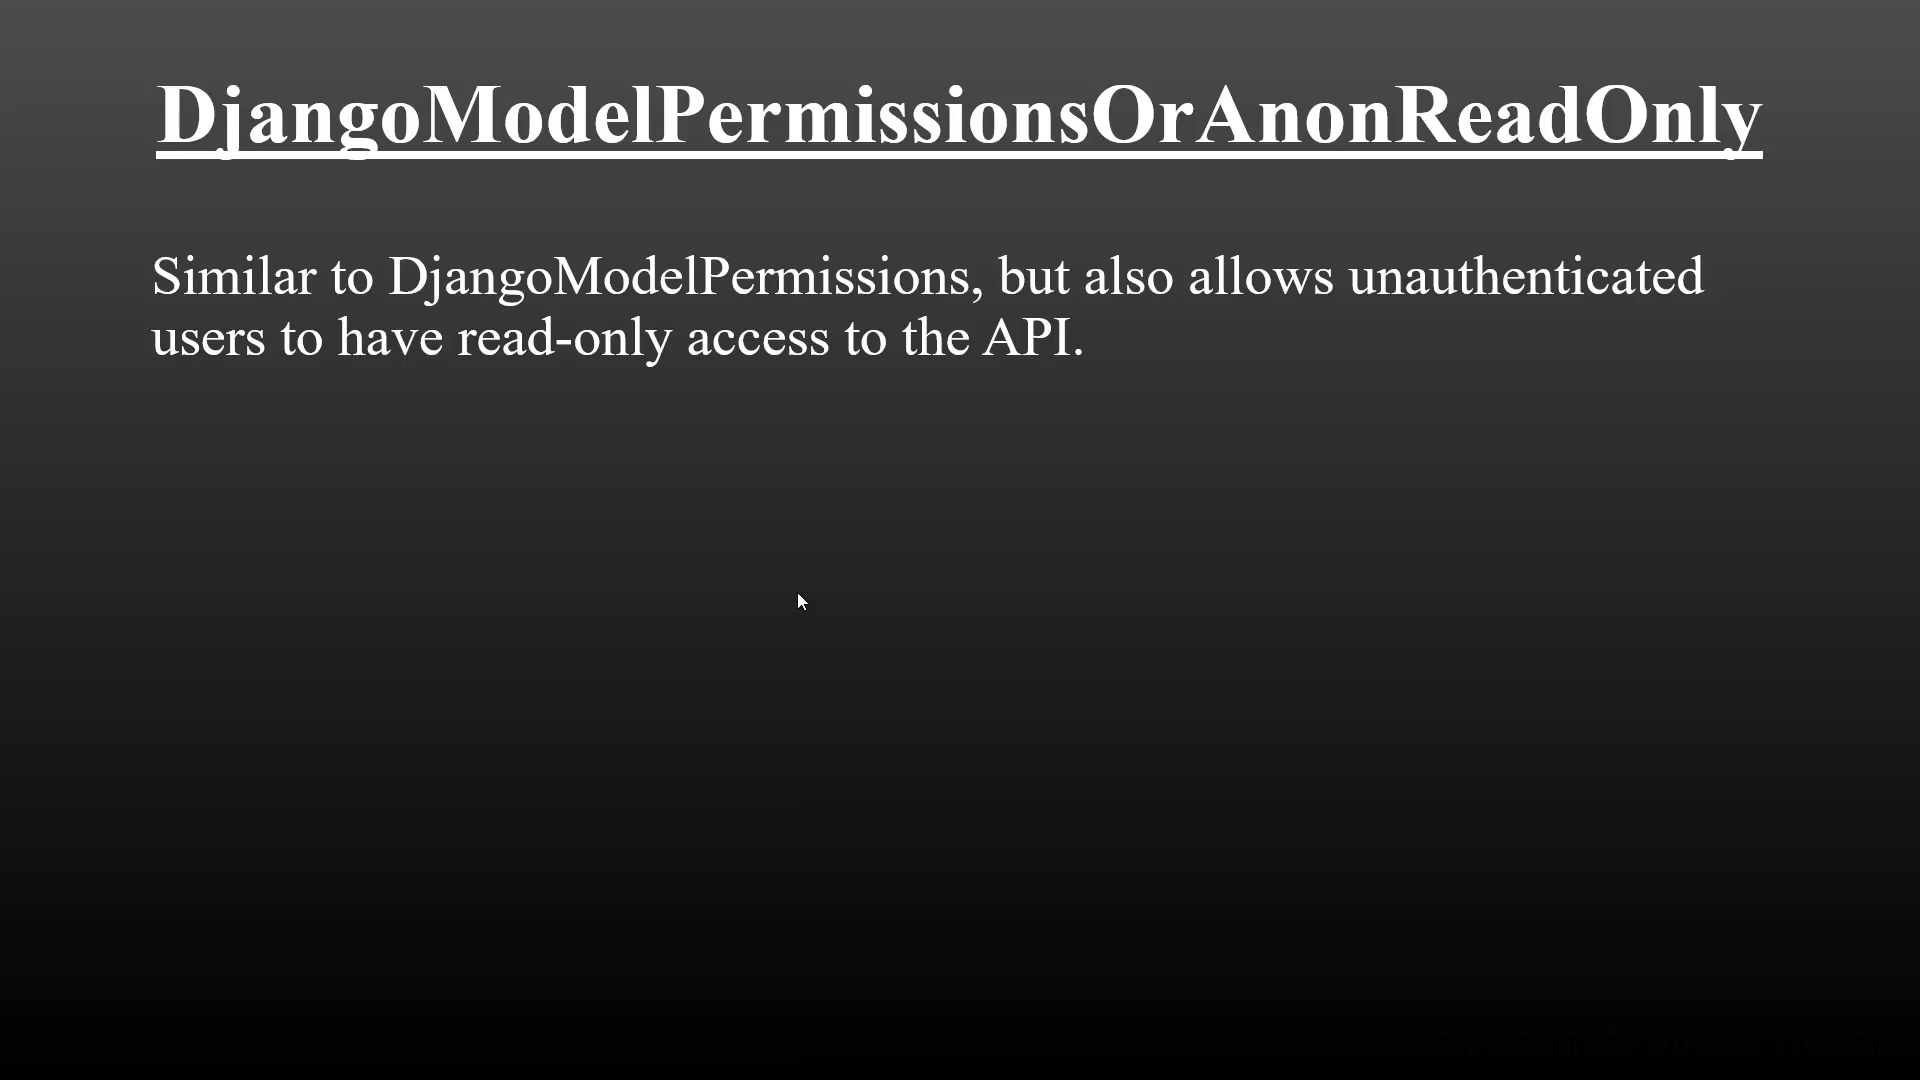 DjangoModelPermissionsOrAnonReadOnly
Similar to DjangoModelPermissions, but also allows unauthenticated
users to have read-only access to the API.